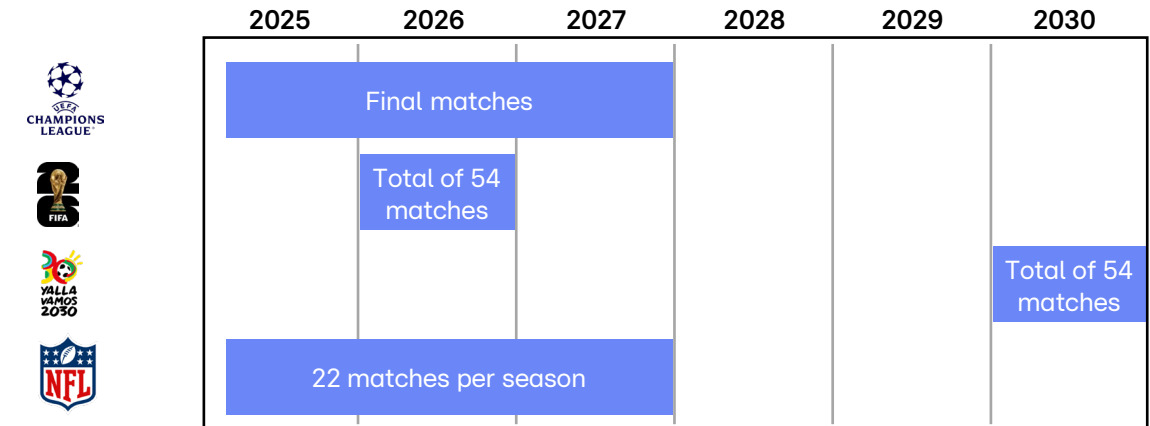 2025 2026 2027 2028 2029 2030
UEFA
CHAMPIONS
LEAGUE
Final matches
FIFA
Total of 54
matches
YALLA
VAMOS
2030
Total of 54
matches
NFL
22 matches per season